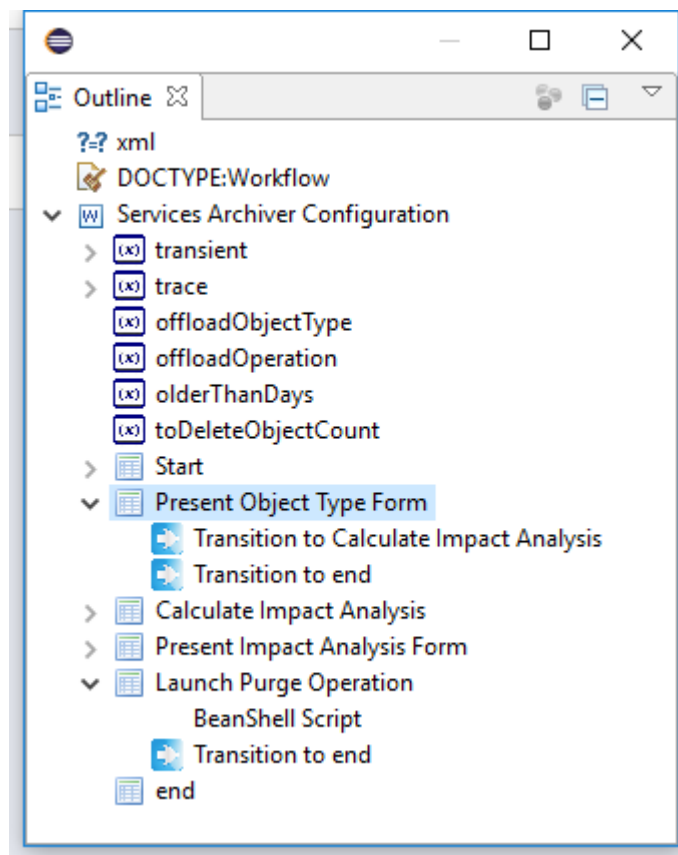 Outline
?=? xml
DOCTYPE:Workflow
W Services Archiver Configuration
(x) transient
(x) trace
(x) offloadObjectType
(x) offloadOperation
(x) olderThanDays
(x) toDeleteObjectCount
Start
Present Object Type Form
Transition to Calculate Impact Analysis
Transition to end
Calculate Impact Analysis
Present Impact Analysis Form
Launch Purge Operation
BeanShell Script
Transition to end
end